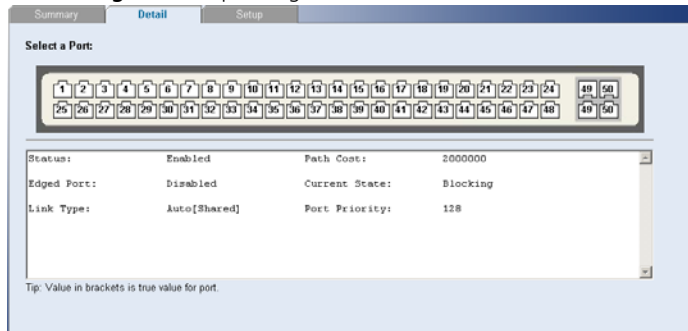 Summary Detail Setup
Select a Port:
1 2 3 4 5 6 7 8 9 10 11 12 13 14 15 16 17 18 19 20 21 22 23 24 49 50
25 26 27 28 29 30 31 32 33 34 35 36 37 38 39 40 41 42 43 44 45 46 47 48 49 50
Status: Enabled Path Cost: 2000000
Edged Port: Disabled Current State: Blocking
Link Type: Auto[Shared] Port Priority: 128
Tip: Value in brackets is true value for port.